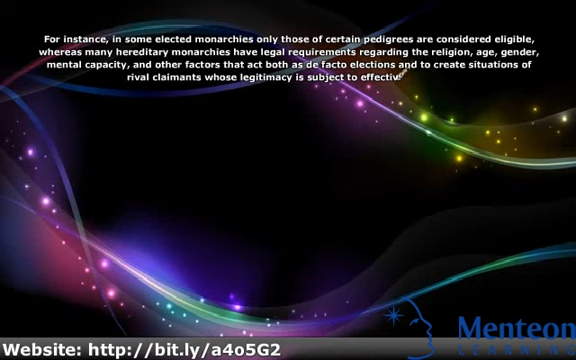 For instance, in some elected monarchies only those of certain pedigrees are considered eligible,
whereas many hereditary monarchies have legal requirements regarding the religion, age, gender,
mental capacity, and other factors that act both as de facto elections and to create situations of
rival claimants whose legitimacy is subject to effectiv
Menteon
LEARNING
Website: http://bit.ly/a4o5G2